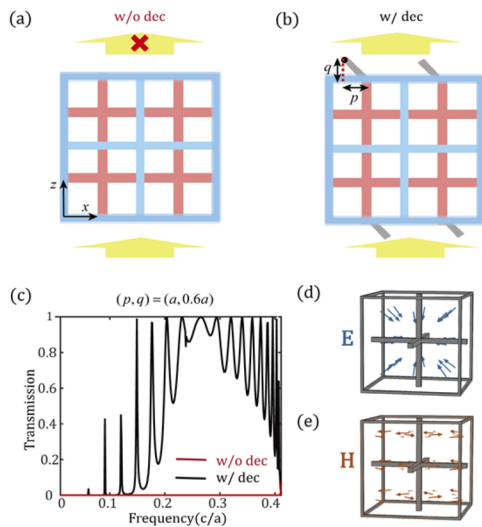 (a)
w/o dec
z
x
(b)
w/ dec
q
p
(c)
(p, q) = (a, 0.6a)
Transmission
1
0.8
0.6
0.4
0.2
0
0
0.1
0.2
0.3
0.4
w/o dec
w/ dec
Frequency(c/a)
(d)
E
(e)
H